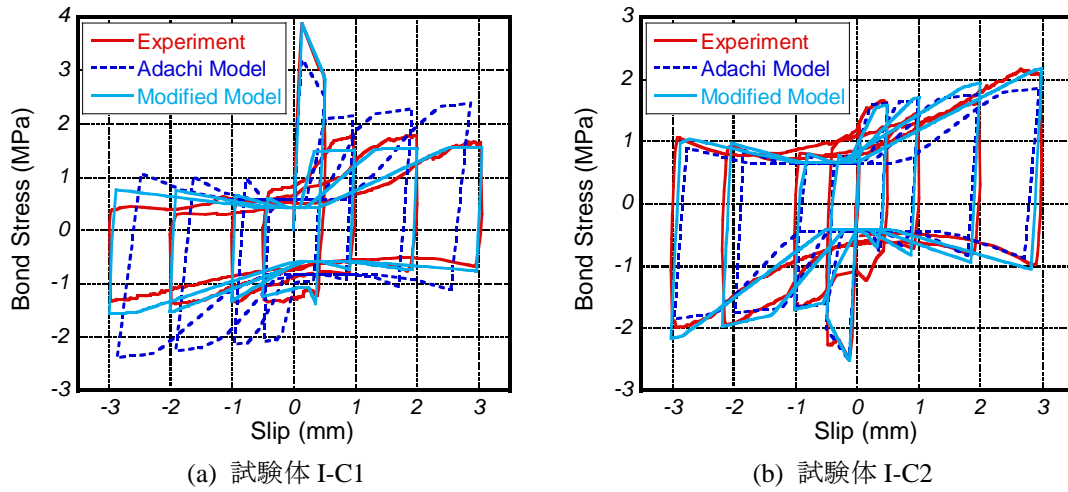 4
3
2
1
0
-1
-2
-3
Bond Stress (MPa)
Experiment
Adachi Model
Modified Model
-3 -2 -1 0 1 2 3
Slip (mm)
(a) 試験体 I-C1
3
2
1
0
-1
-2
-3
Bond Stress (MPa)
Experiment
Adachi Model
Modified Model
-3 -2 -1 0 1 2 3
Slip (mm)
(b) 試験体 I-C2